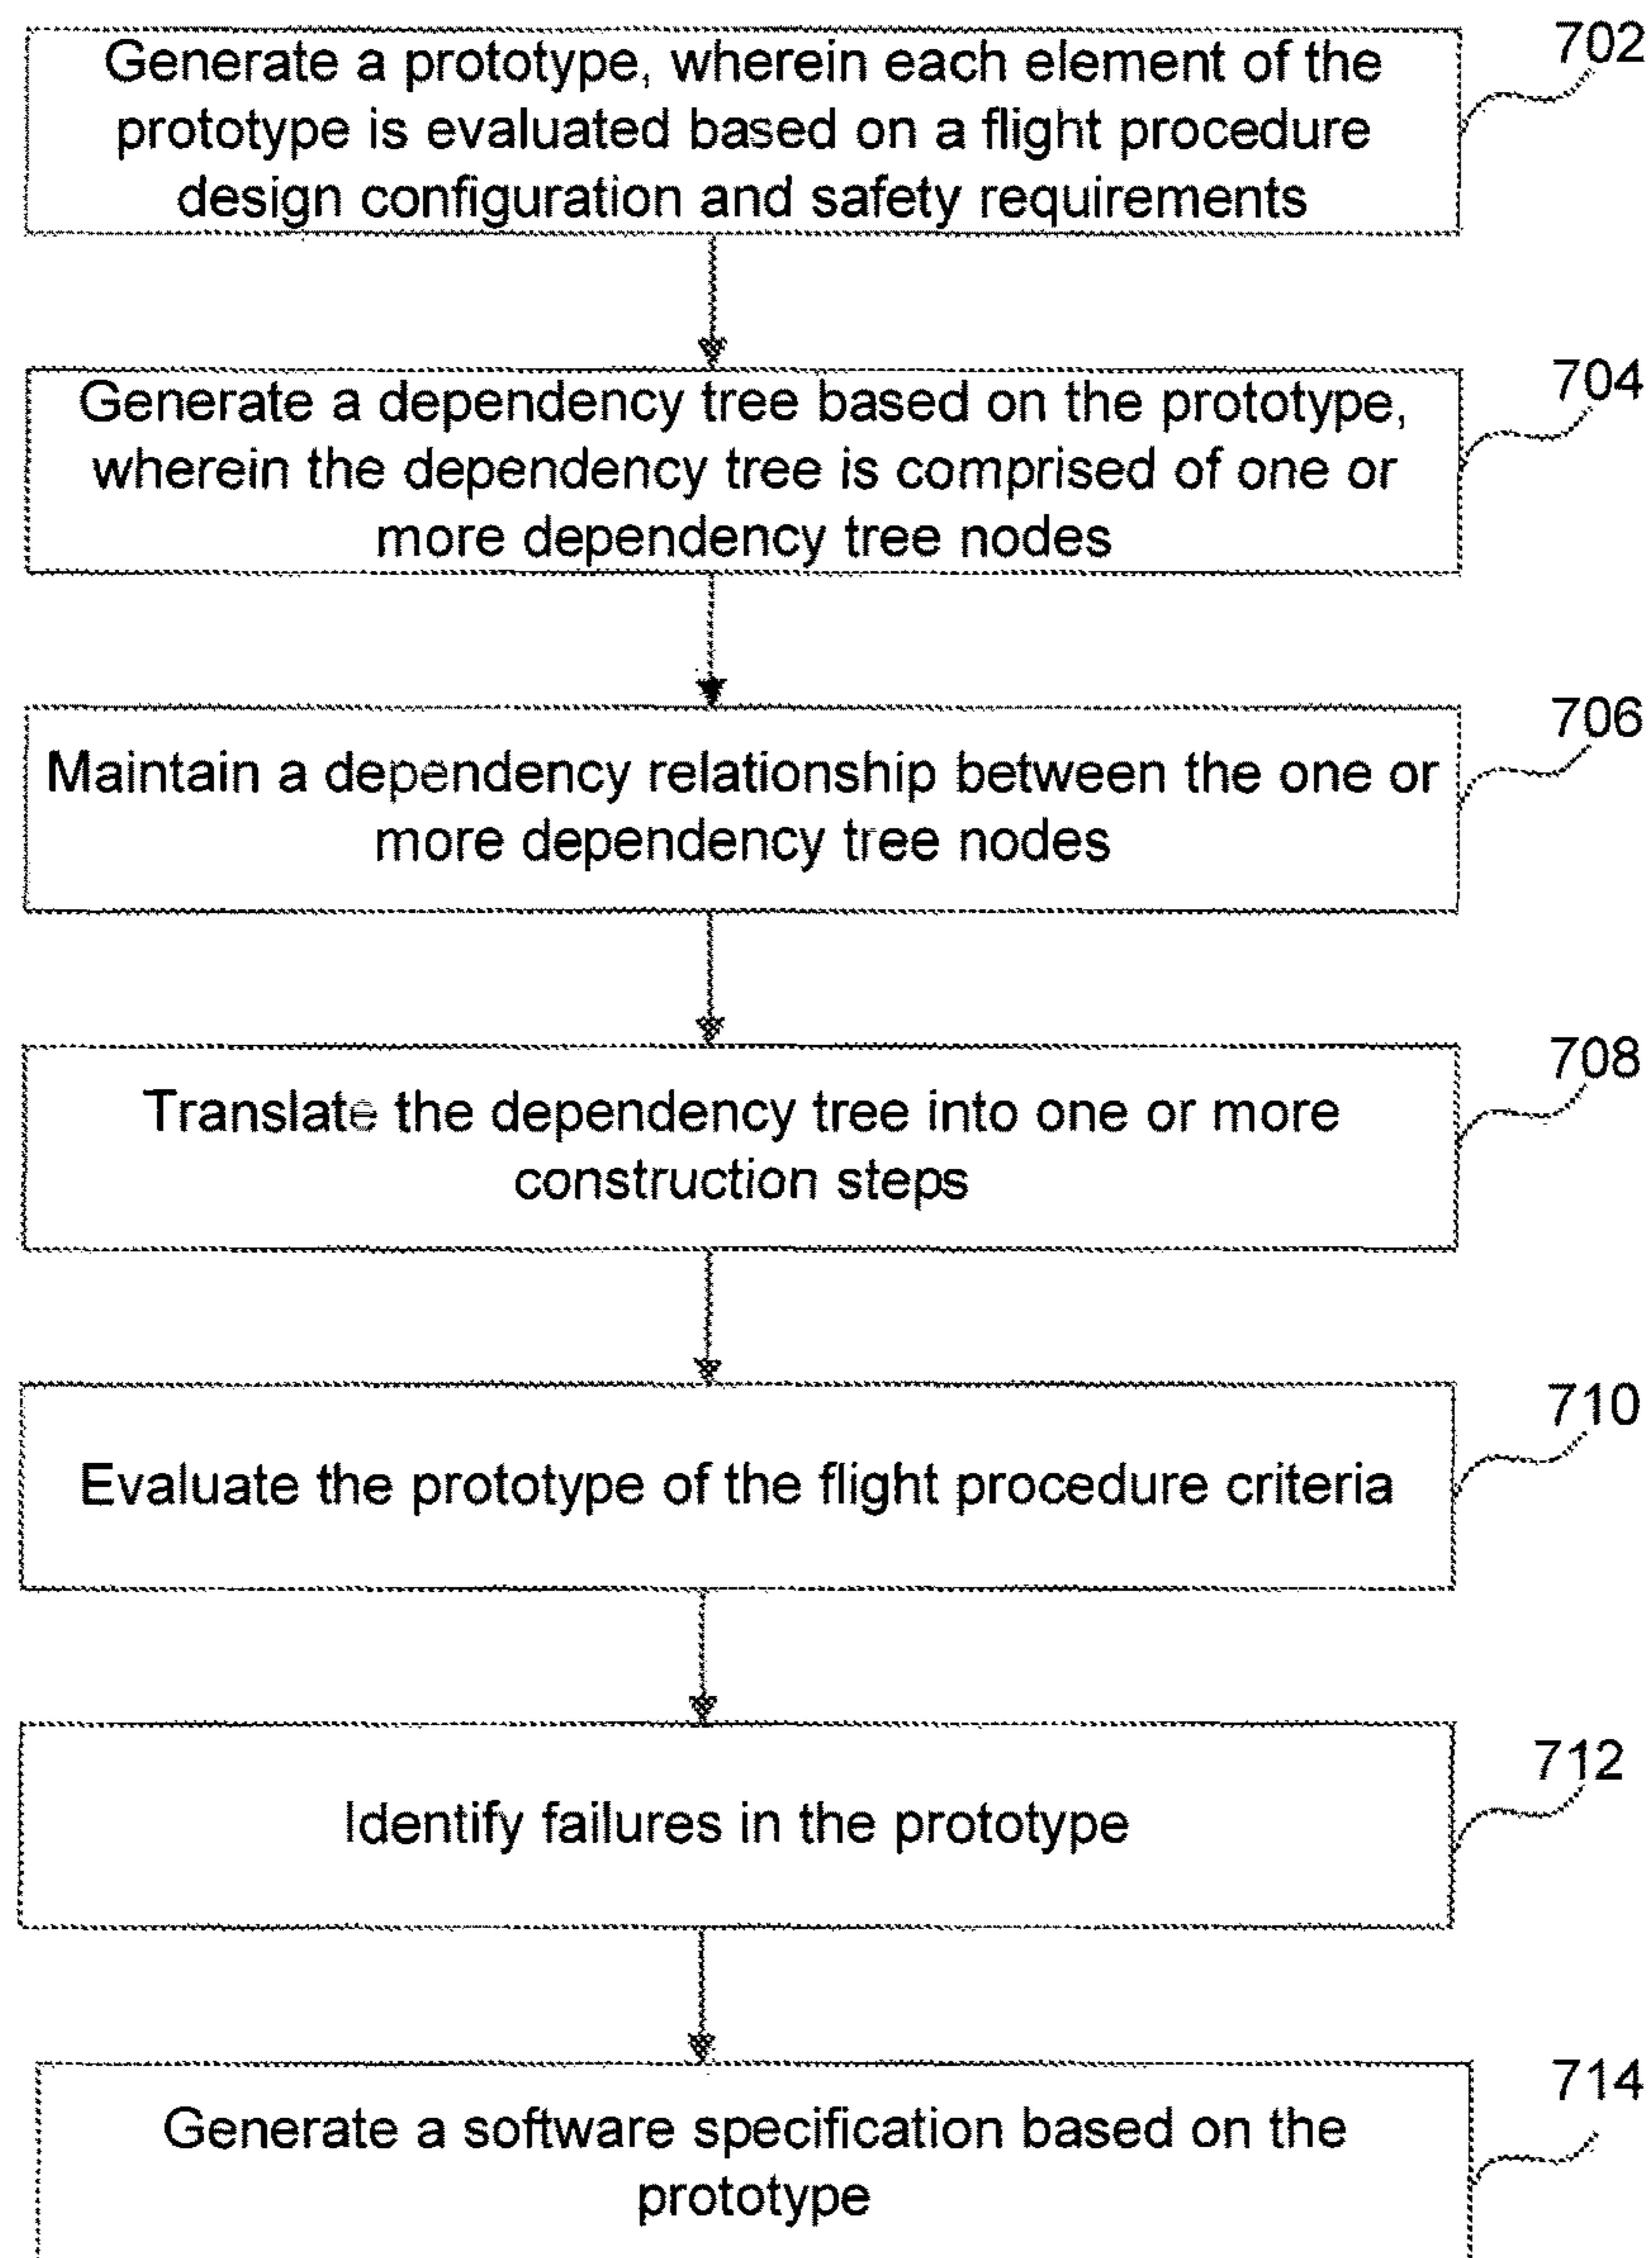 702
Generate a prototype, wherein each element of the
prototype is evaluated based on a flight procedure
design configuration and safety requirements
704
Generate a dependency tree based on the prototype,
wherein the dependency tree is comprised of one or
more dependency tree nodes
706
Maintain a dependency relationship between the one or
more dependency tree nodes
708
Translate the dependency tree into one or more
construction steps
710
Evaluate the prototype of the flight procedure criteria
712
Identify failures in the prototype
714
Generate a software specification based on the
prototype